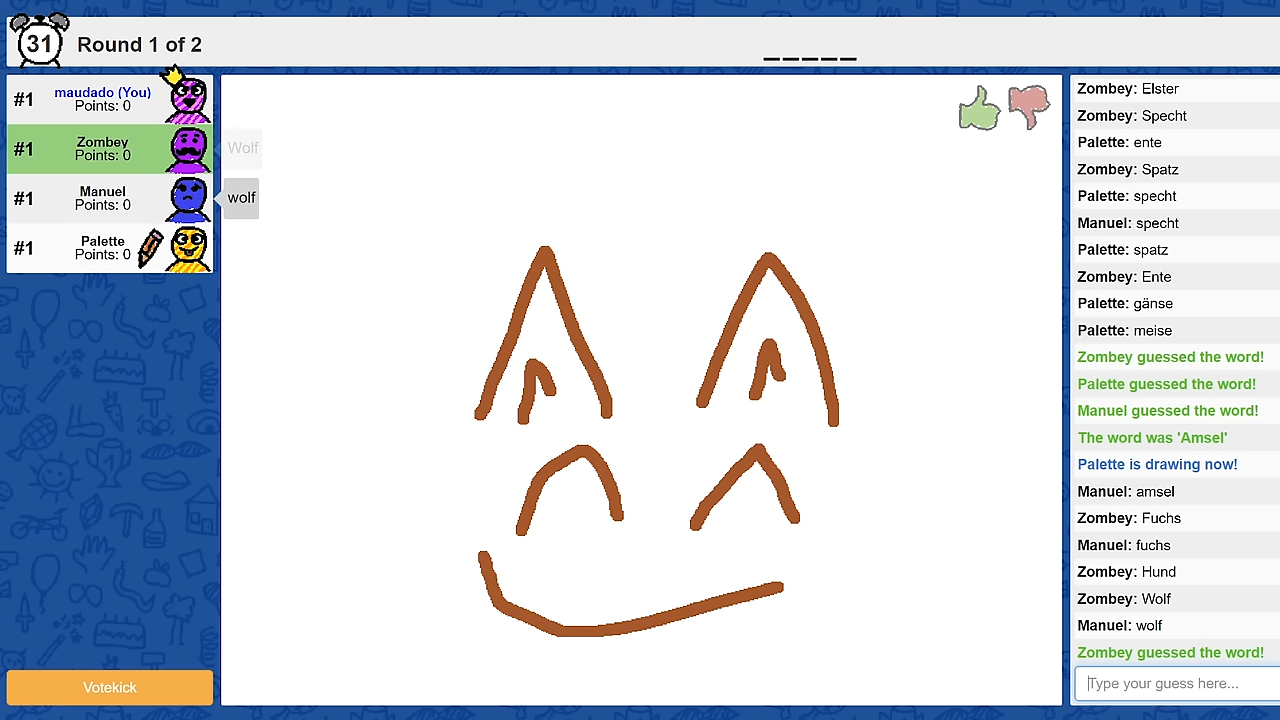 31
Round 1 of 2
_____
#1
maudado (You)
Points: 0
#1
Zombey
Points: 0
Wolf
#1
Manuel
Points: 0
wolf
#1
Palette
Points: 0
Votekick
Zombey: Elster
Zombey: Specht
Palette: ente
Zombey: Spatz
Palette: specht
Manuel: specht
Palette: spatz
Zombey: Ente
Palette: gänse
Palette: meise
Zombey guessed the word!
Palette guessed the word!
Manuel guessed the word!
The word was 'Amsel'
Palette is drawing now!
Manuel: amsel
Zombey: Fuchs
Manuel: fuchs
Zombey: Hund
Zombey: Wolf
Manuel: wolf
Zombey guessed the word!
Type your guess here...